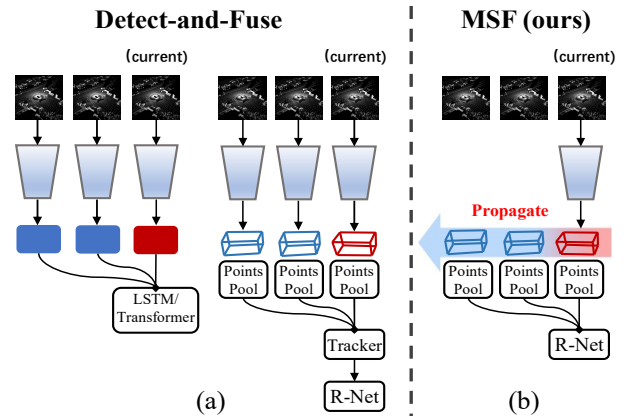 Detect-and-Fuse
MSF (ours)
(current)
(current)
(current)
Propagate
Points
Pool
Points
Pool
Points
Pool
Points
Pool
Points
Pool
Points
Pool
LSTM/
Transformer
Tracker
R-Net
R-Net
(a)
(b)